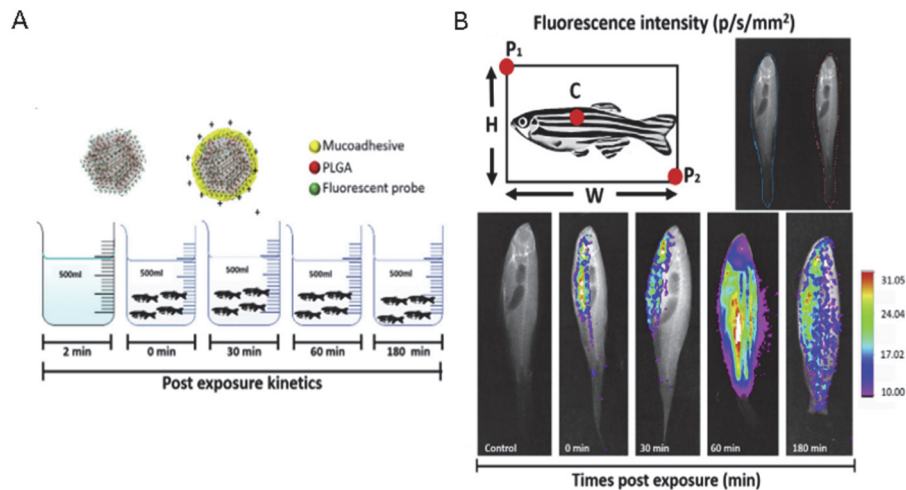 A
Mucoadhesive
PLGA
Fluorescent probe
500ml
500ml
500ml
500ml
500ml
2 min
0 min
30 min
60 min
180 min
Post exposure kinetics
B
Fluorescence intensity (p/s/mm²)
P₁
C
H
P₂
W
31.05
24.04
17.02
10.00
Control
0 min
30 min
60 min
180 min
Times post exposure (min)